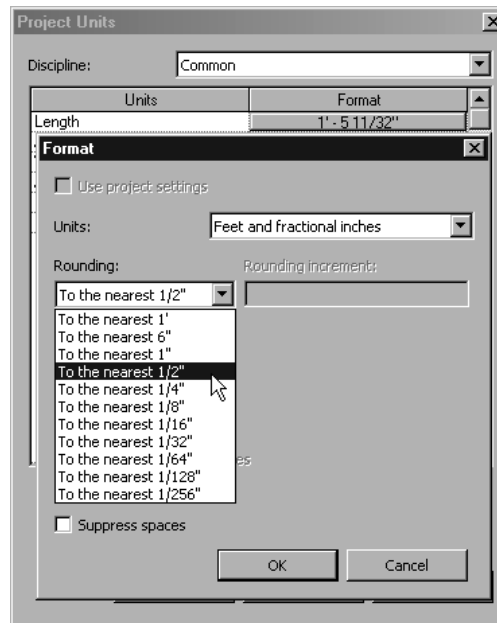 Project Units
Discipline: Common
Units Format
Length 1' - 5 11/32"
Format
Use project settings
Units: Feet and fractional inches
Rounding: Rounding increment:
To the nearest 1/2"
To the nearest 1'
To the nearest 6"
To the nearest 1"
To the nearest 1/2"
To the nearest 1/4"
To the nearest 1/8"
To the nearest 1/16"
To the nearest 1/32"
To the nearest 1/64"
To the nearest 1/128"
To the nearest 1/256"
Suppress spaces
OK Cancel